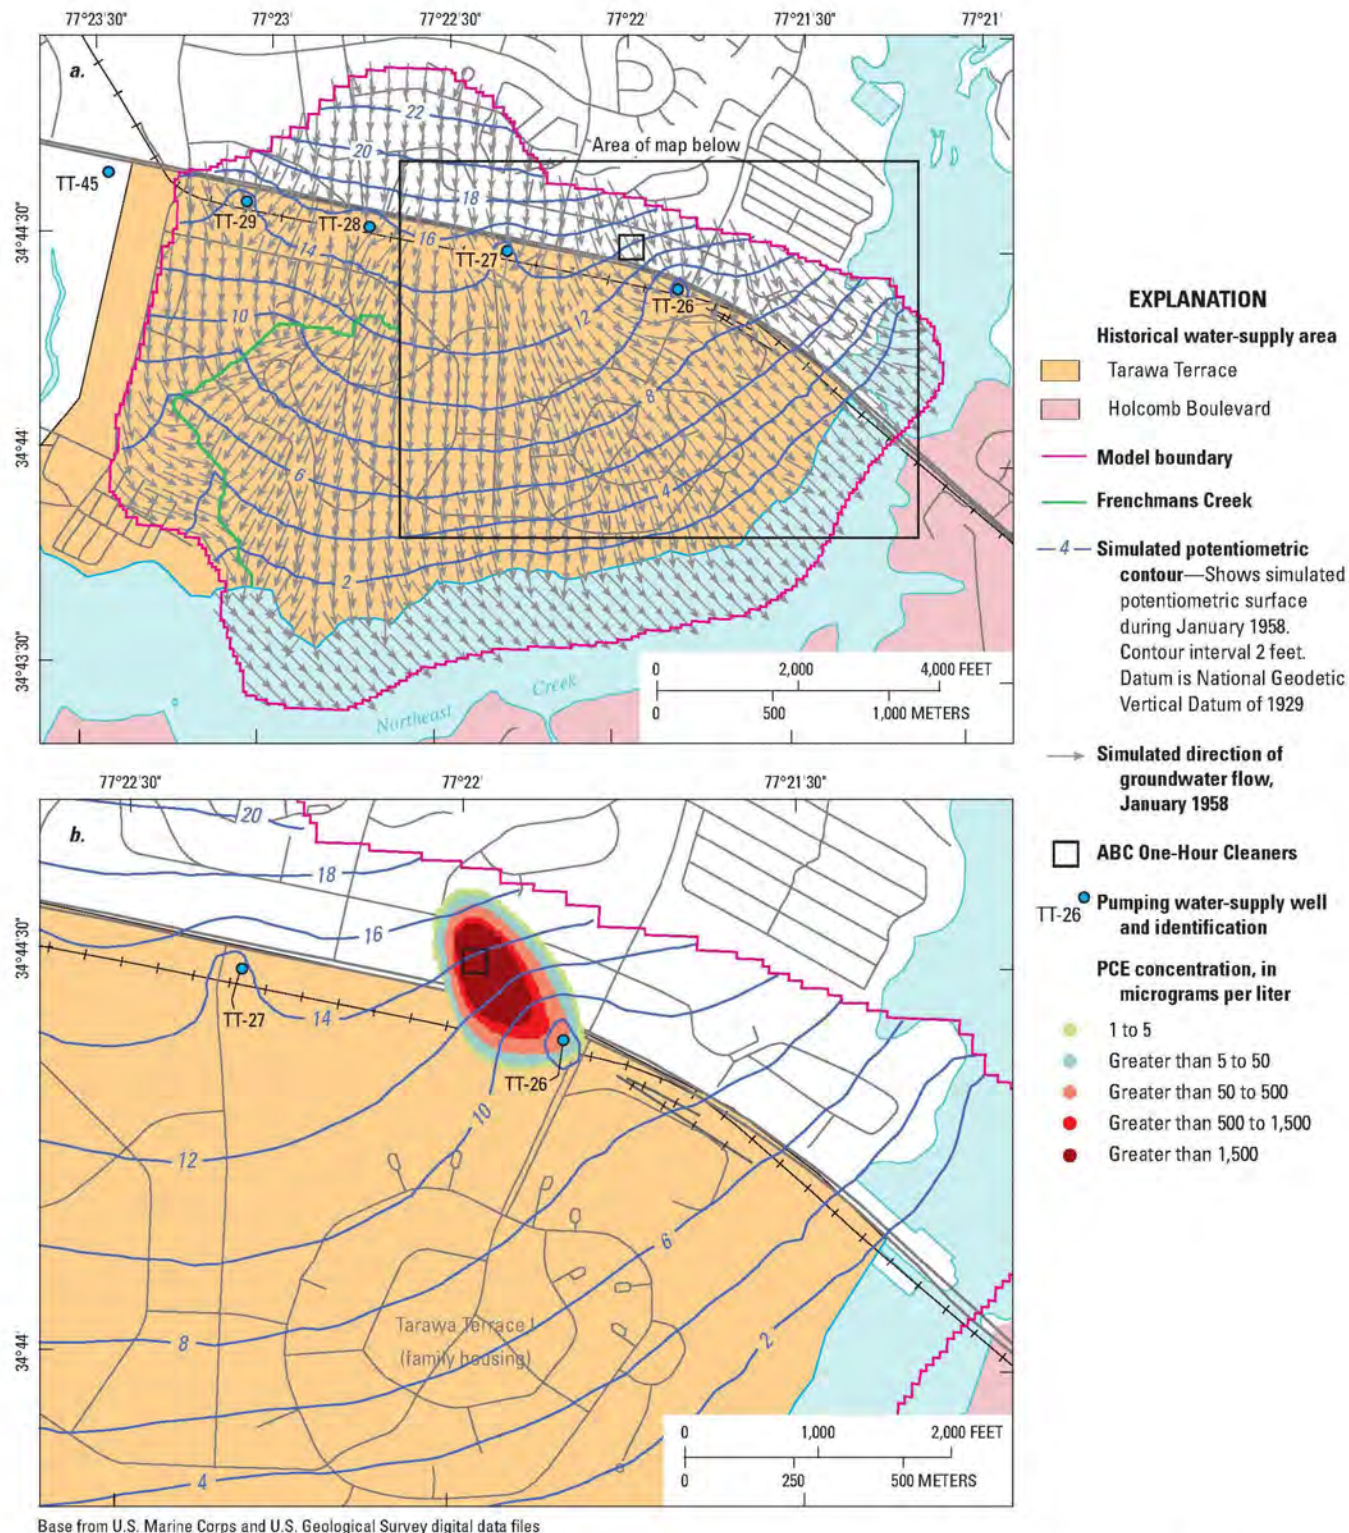 77°23'30"
77°23'
77°22'30"
77°22'
77°21'30"
77°21'
a.
22
Area of map below
20
TT-45
18
TT-29
TT-28
16
34°44'30"
14
TT-27
TT-26
10
12
8
34°44'
6
4
2
34°43'30"
0
2,000
4,000 FEET
0
500
1,000 METERS
Creek
Northeast
EXPLANATION
Historical water-supply area
Tarawa Terrace
Holcomb Boulevard
Model boundary
Frenchmans Creek
4
Simulated potentiometric
contour—Shows simulated
potentiometric surface
during January 1958.
Contour interval 2 feet.
Datum is National Geodetic
Vertical Datum of 1929
Simulated direction of
groundwater flow,
January 1958
ABC One-Hour Cleaners
TT-26
Pumping water-supply well
and identification
PCE concentration, in
micrograms per liter
1 to 5
Greater than 5 to 50
Greater than 50 to 500
Greater than 500 to 1,500
Greater than 1,500
77°22'30"
77°22'
77°21'30"
b.
20
18
16
34°44'30"
TT-27
14
TT-26
10
12
6
Tarawa Terrace I
(family housing)
8
2
34°44'
4
0
1,000
2,000 FEET
0
250
500 METERS
Base from U.S. Marine Corps and U.S. Geological Survey digital data files